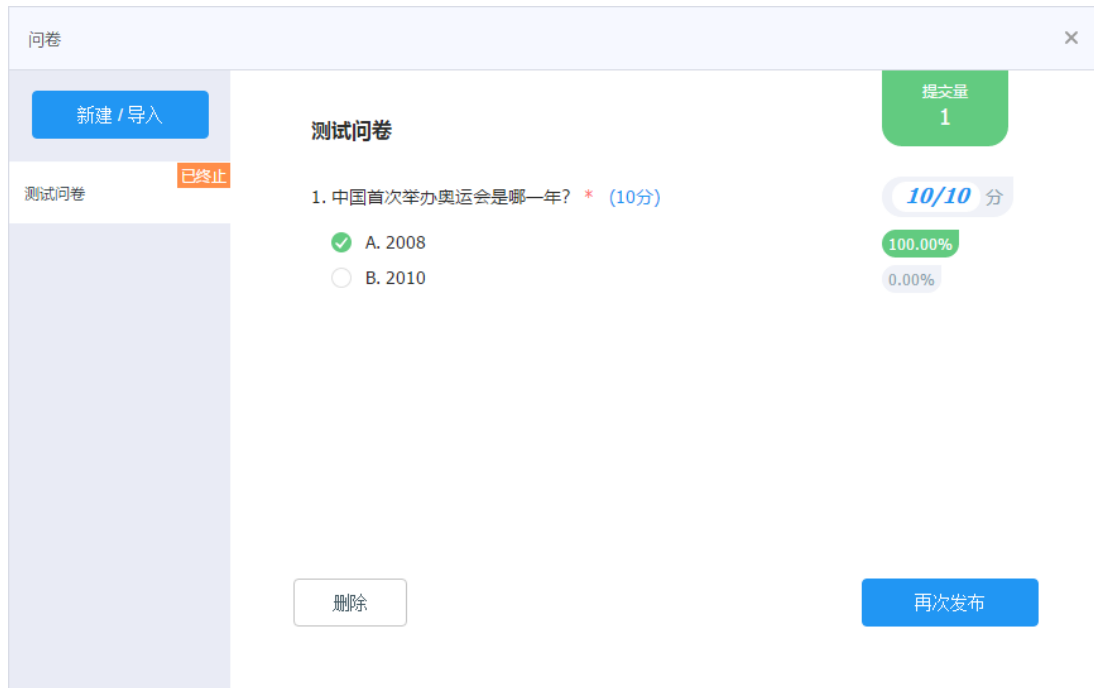 问卷
新建 / 导入
已终止
测试问卷
提交量
1
测试问卷
1. 中国首次举办奥运会是哪一年? * (10分)
10/10 分
A. 2008
100.00%
B. 2010
0.00%
删除
再次发布